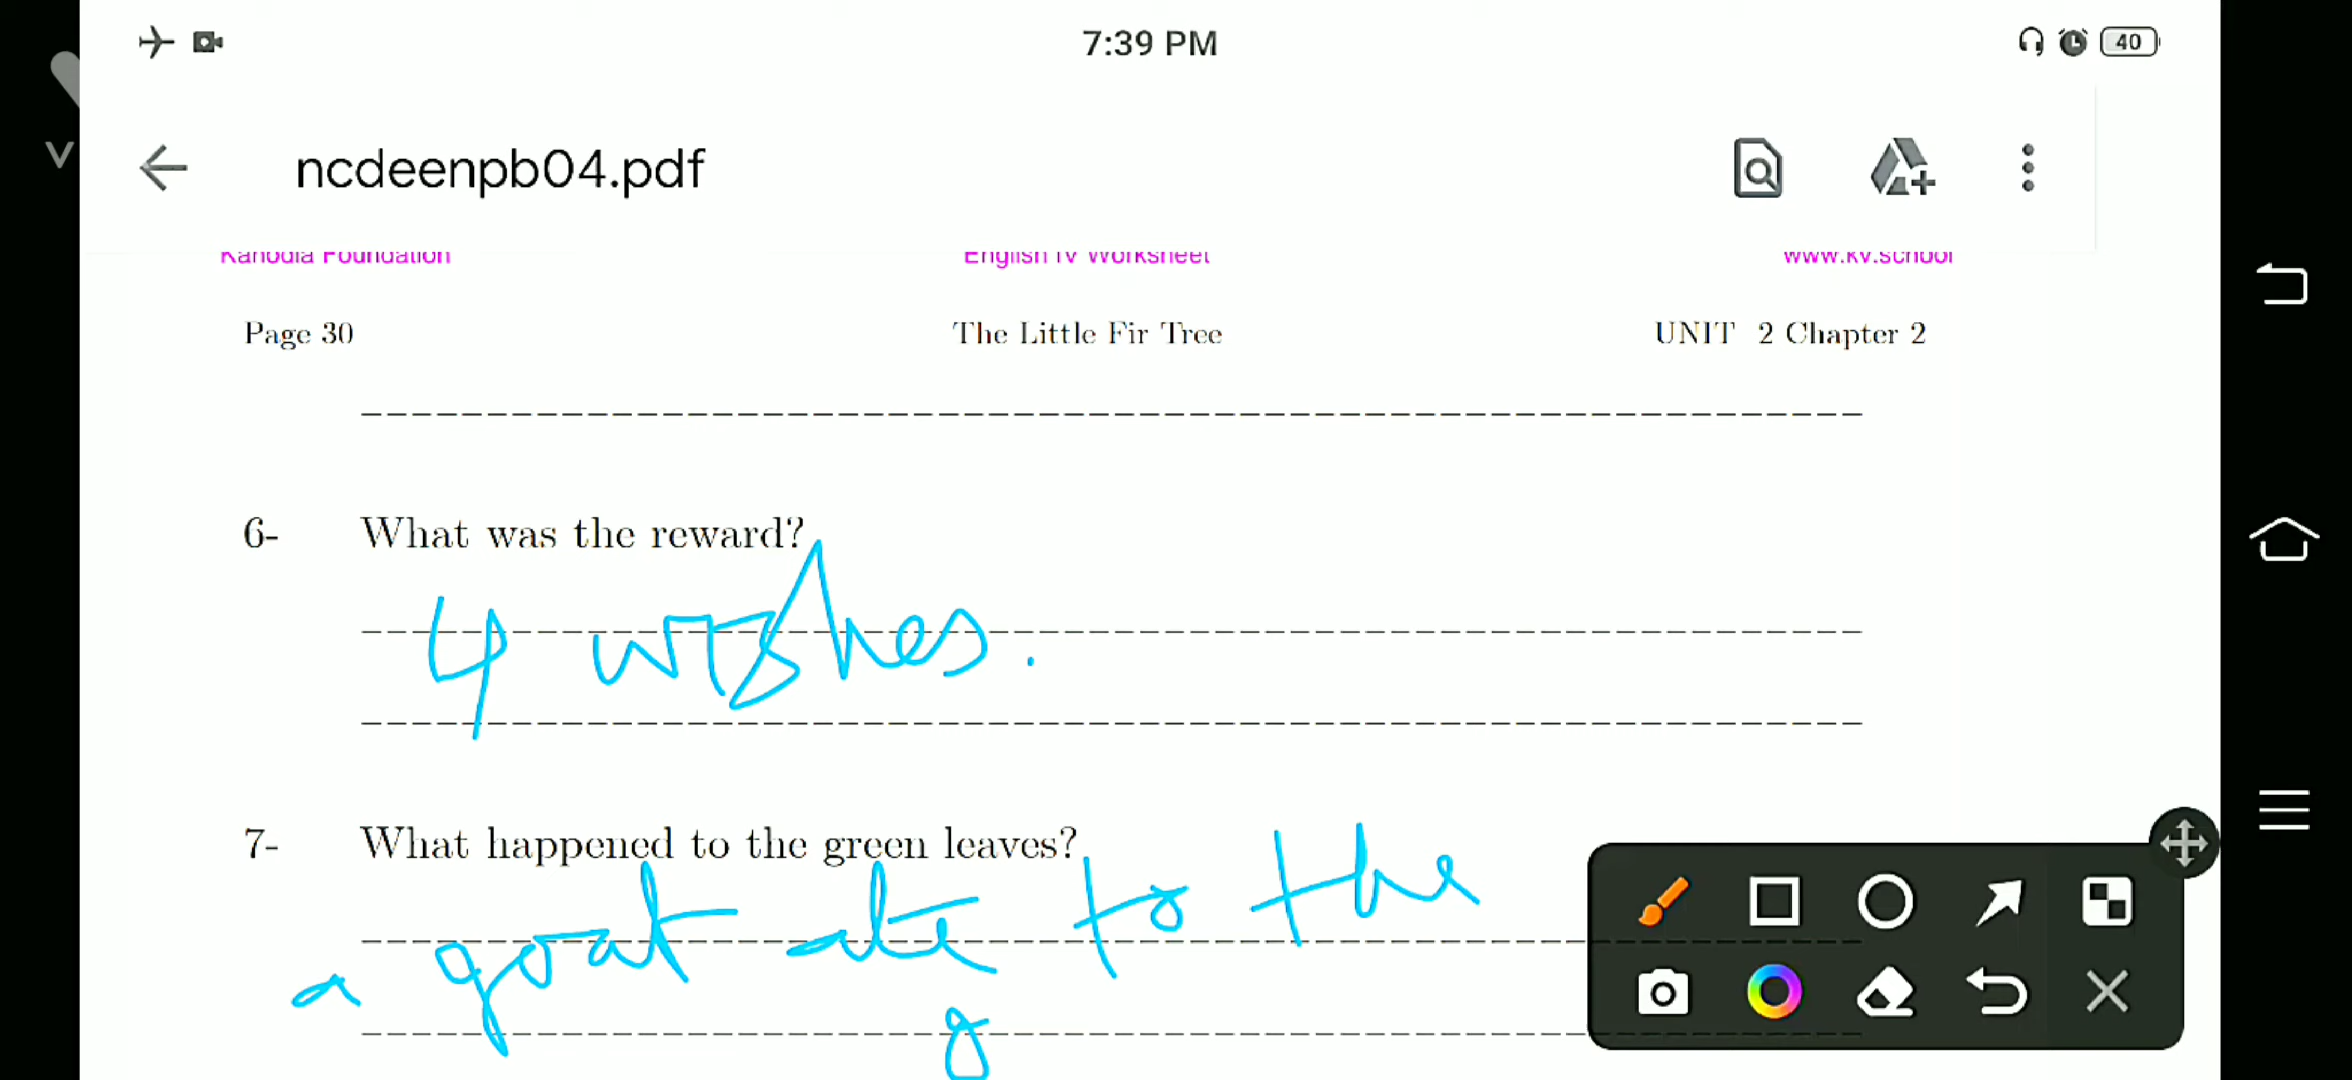 7:39 PM
40
V
ncdeenpb04.pdf
Kanodia Foundation English IV Worksheet www.kv.school
Page 30 The Little Fir Tree UNIT 2 Chapter 2
6- What was the reward?
4 wishes.
7- What happened to the green leaves?
a goat ate to the
g